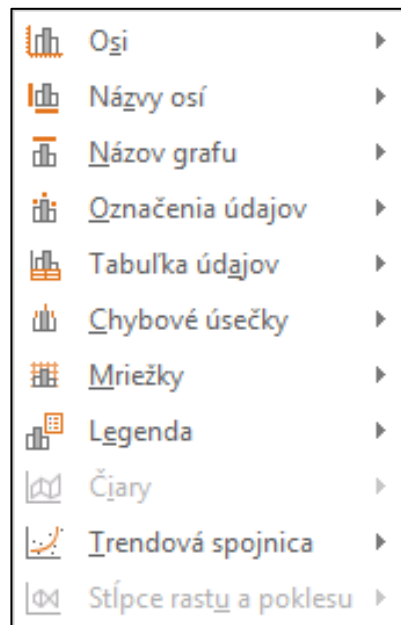 Osi
Názvy osí
Názov grafu
Označenia údajov
Tabuľka údajov
Chybové úsečky
Mriežky
Legenda
Čiary
Trendová spojnica
Stĺpce rastu a poklesu